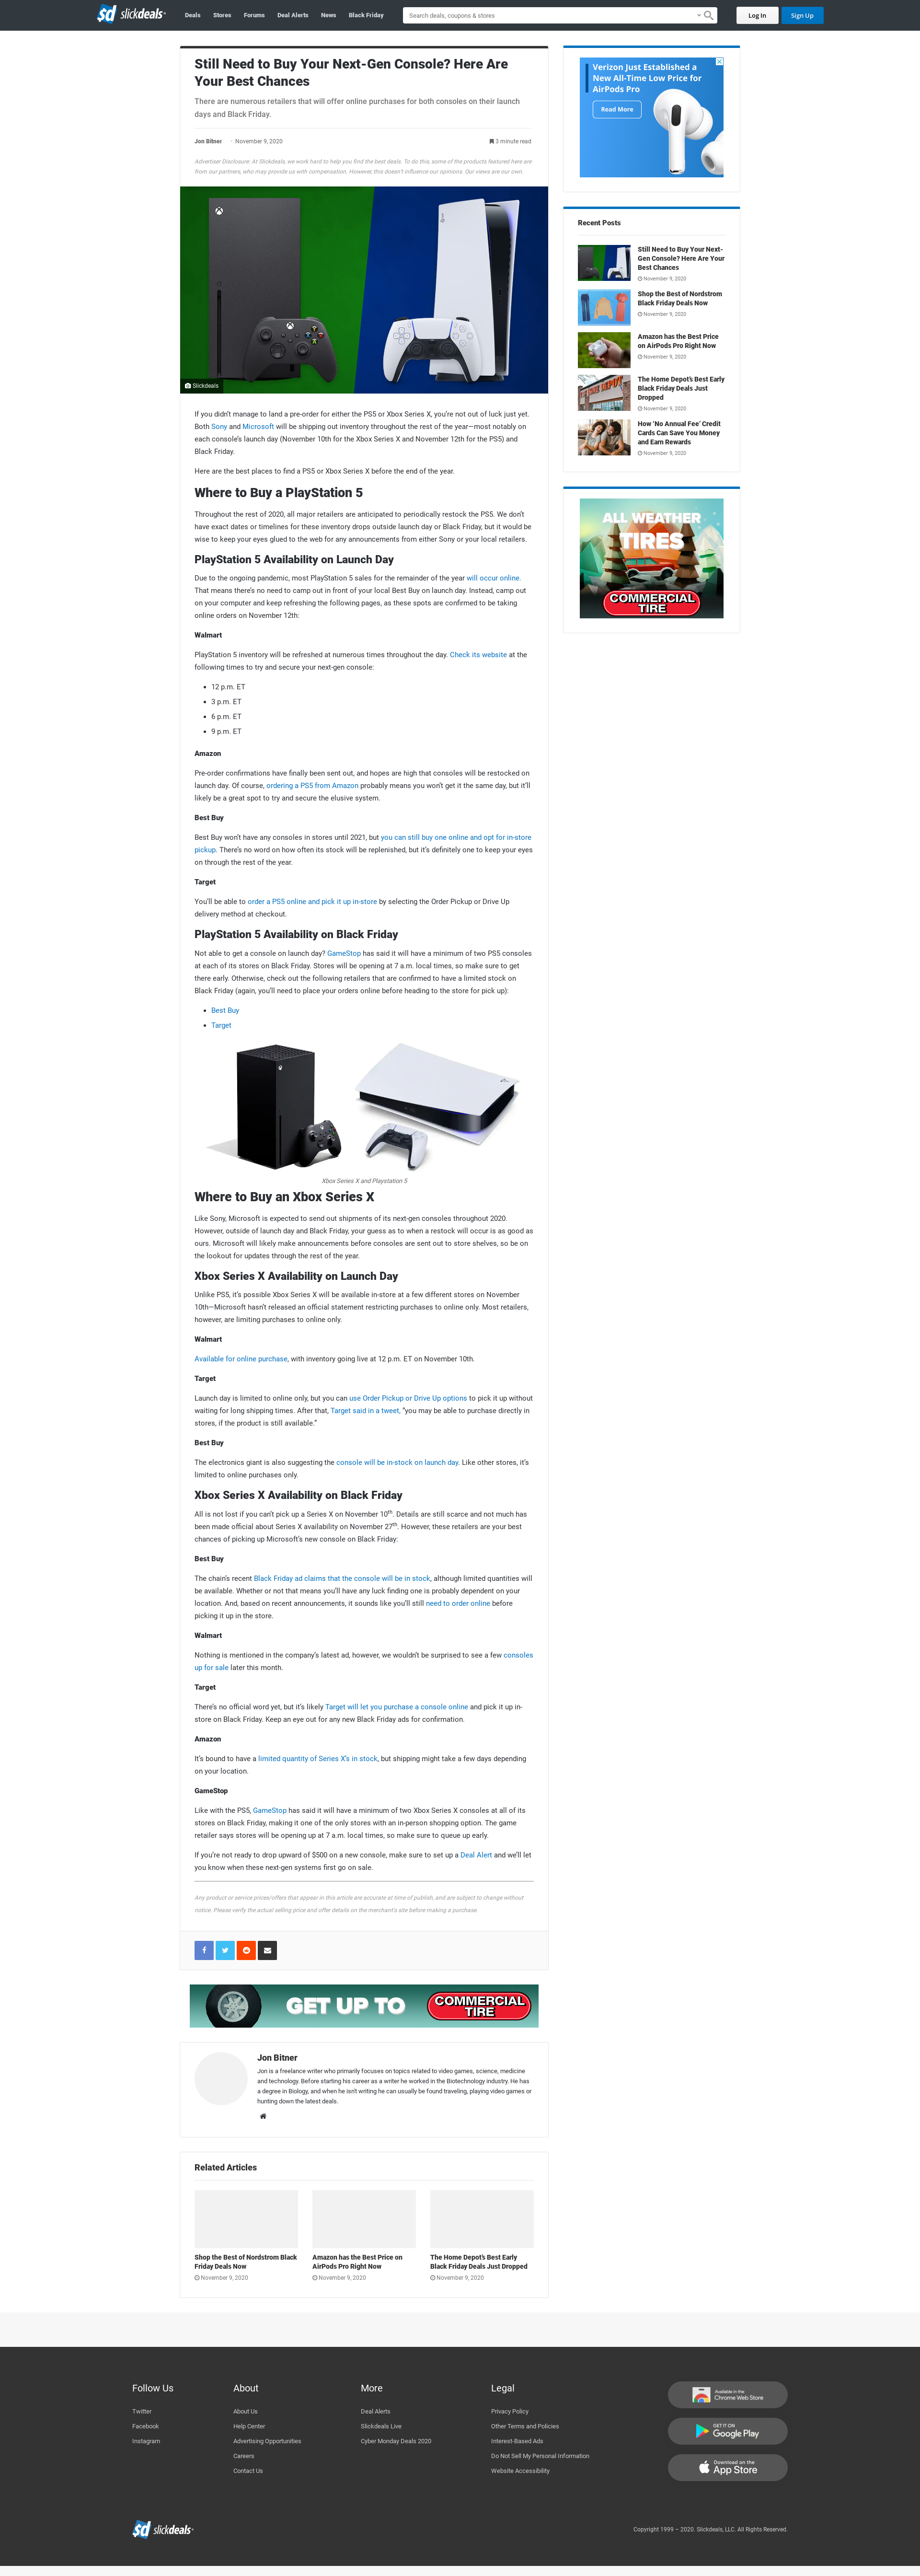 sd slickdeals
Deals
Stores
Forums
Deal Alerts
News
Black Friday
Search deals, coupons & stores
Log In
Sign Up
Still Need to Buy Your Next-Gen Console? Here Are
Your Best Chances
There are numerous retailers that will offer online purchases for both consoles on their launch
days and Black Friday.
Jon Bitner · November 9, 2020
3 minute read
Advertiser Disclosure: At Slickdeals, we work hard to help you find the best deals. To do this, some of the products featured here are
from our partners, who may provide us with compensation. However, this doesn't influence our opinions. Our views are our own.
Slickdeals
If you didn't manage to land a pre-order for either the PS5 or Xbox Series X, you're not out of luck just yet.
Both Sony and Microsoft will be shipping out inventory throughout the rest of the year—most notably on
each console's launch day (November 10th for the Xbox Series X and November 12th for the PS5) and
Black Friday.
Here are the best places to find a PS5 or Xbox Series X before the end of the year.
Where to Buy a PlayStation 5
Throughout the rest of 2020, all major retailers are anticipated to periodically restock the PS5. We don't
have exact dates or timelines for these inventory drops outside launch day or Black Friday, but it would be
wise to keep your eyes glued to the web for any announcements from either Sony or your local retailers.
PlayStation 5 Availability on Launch Day
Due to the ongoing pandemic, most PlayStation 5 sales for the remainder of the year will occur online.
That means there's no need to camp out in front of your local Best Buy on launch day. Instead, camp out
on your computer and keep refreshing the following pages, as these spots are confirmed to be taking
online orders on November 12th:
Walmart
PlayStation 5 inventory will be refreshed at numerous times throughout the day. Check its website at the
following times to try and secure your next-gen console:
• 12 p.m. ET
• 3 p.m. ET
• 6 p.m. ET
• 9 p.m. ET
Amazon
Pre-order confirmations have finally been sent out, and hopes are high that consoles will be restocked on
launch day. Of course, ordering a PS5 from Amazon probably means you won't get it the same day, but it'll
likely be a great spot to try and secure the elusive system.
Best Buy
Best Buy won't have any consoles in stores until 2021, but you can still buy one online and opt for in-store
pickup. There's no word on how often its stock will be replenished, but it's definitely one to keep your eyes
on through the rest of the year.
Target
You'll be able to order a PS5 online and pick it up in-store by selecting the Order Pickup or Drive Up
delivery method at checkout.
PlayStation 5 Availability on Black Friday
Not able to get a console on launch day? GameStop has said it will have a minimum of two PS5 consoles
at each of its stores on Black Friday. Stores will be opening at 7 a.m. local times, so make sure to get
there early. Otherwise, check out the following retailers that are confirmed to have a limited stock on
Black Friday (again, you'll need to place your orders online before heading to the store for pick up):
• Best Buy
• Target
Xbox Series X and Playstation 5
Where to Buy an Xbox Series X
Like Sony, Microsoft is expected to send out shipments of its next-gen consoles throughout 2020.
However, outside of launch day and Black Friday, your guess as to when a restock will occur is as good as
ours. Microsoft will likely make announcements before consoles are sent out to store shelves, so be on
the lookout for updates through the rest of the year.
Xbox Series X Availability on Launch Day
Unlike PS5, it's possible Xbox Series X will be available in-store at a few different stores on November
10th—Microsoft hasn't released an official statement restricting purchases to online only. Most retailers,
however, are limiting purchases to online only.
Walmart
Available for online purchase, with inventory going live at 12 p.m. ET on November 10th.
Target
Launch day is limited to online only, but you can use Order Pickup or Drive Up options to pick it up without
waiting for long shipping times. After that, Target said in a tweet, "you may be able to purchase directly in
stores, if the product is still available."
Best Buy
The electronics giant is also suggesting the console will be in-stock on launch day. Like other stores, it's
limited to online purchases only.
Xbox Series X Availability on Black Friday
All is not lost if you can't pick up a Series X on November 10th. Details are still scarce and not much has
been made official about Series X availability on November 27th. However, these retailers are your best
chances of picking up Microsoft's new console on Black Friday:
Best Buy
The chain's recent Black Friday ad claims that the console will be in stock, although limited quantities will
be available. Whether or not that means you'll have any luck finding one is probably dependent on your
location. And, based on recent announcements, it sounds like you'll still need to order online before
picking it up in the store.
Walmart
Nothing is mentioned in the company's latest ad, however, we wouldn't be surprised to see a few consoles
up for sale later this month.
Target
There's no official word yet, but it's likely Target will let you purchase a console online and pick it up in-
store on Black Friday. Keep an eye out for any new Black Friday ads for confirmation.
Amazon
It's bound to have a limited quantity of Series X's in stock, but shipping might take a few days depending
on your location.
GameStop
Like with the PS5, GameStop has said it will have a minimum of two Xbox Series X consoles at all of its
stores on Black Friday, making it one of the only stores with an in-person shopping option. The game
retailer says stores will be opening up at 7 a.m. local times, so make sure to queue up early.
If you're not ready to drop upward of $500 on a new console, make sure to set up a Deal Alert and we'll let
you know when these next-gen systems first go on sale.
Any product or service prices/offers that appear in this article are accurate at time of publish, and are subject to change without
notice. Please verify the actual selling price and offer details on the merchant's site before making a purchase.
GET UP TO
COMMERCIAL
TIRE
Jon Bitner
Jon is a freelance writer who primarily focuses on topics related to video games, science, medicine
and technology. Before starting his career as a writer he worked in the Biotechnology industry. He has
a degree in Biology, and when he isn't writing he can usually be found traveling, playing video games or
hunting down the latest deals.
Related Articles
Shop the Best of Nordstrom Black
Friday Deals Now
November 9, 2020
Amazon has the Best Price on
AirPods Pro Right Now
November 9, 2020
The Home Depot's Best Early
Black Friday Deals Just Dropped
November 9, 2020
Verizon Just Established a
New All-Time Low Price for
AirPods Pro
Read More
Recent Posts
Still Need to Buy Your Next-
Gen Console? Here Are Your
Best Chances
November 9, 2020
Shop the Best of Nordstrom
Black Friday Deals Now
November 9, 2020
Amazon has the Best Price
on AirPods Pro Right Now
November 9, 2020
The Home Depot's Best Early
Black Friday Deals Just
Dropped
November 9, 2020
How 'No Annual Fee' Credit
Cards Can Save You Money
and Earn Rewards
November 9, 2020
ALL WEATHER
TIRES
COMMERCIAL
TIRE
Follow Us
Twitter
Facebook
Instagram
About
About Us
Help Center
Advertising Opportunities
Careers
Contact Us
More
Deal Alerts
Slickdeals Live
Cyber Monday Deals 2020
Legal
Privacy Policy
Other Terms and Policies
Interest-Based Ads
Do Not Sell My Personal Information
Website Accessibility
Available in the
Chrome Web Store
GET IT ON
Google Play
Download on the
App Store
sd slickdeals
Copyright 1999 – 2020. Slickdeals, LLC. All Rights Reserved.